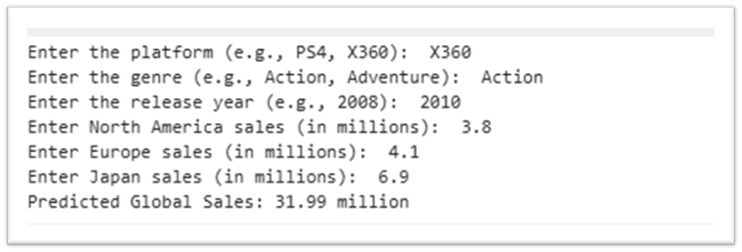 Enter the platform (e.g., PS4, X360):  X360
Enter the genre (e.g., Action, Adventure):  Action
Enter the release year (e.g., 2008):  2010
Enter North America sales (in millions):  3.8
Enter Europe sales (in millions):  4.1
Enter Japan sales (in millions):  6.9
Predicted Global Sales: 31.99 million